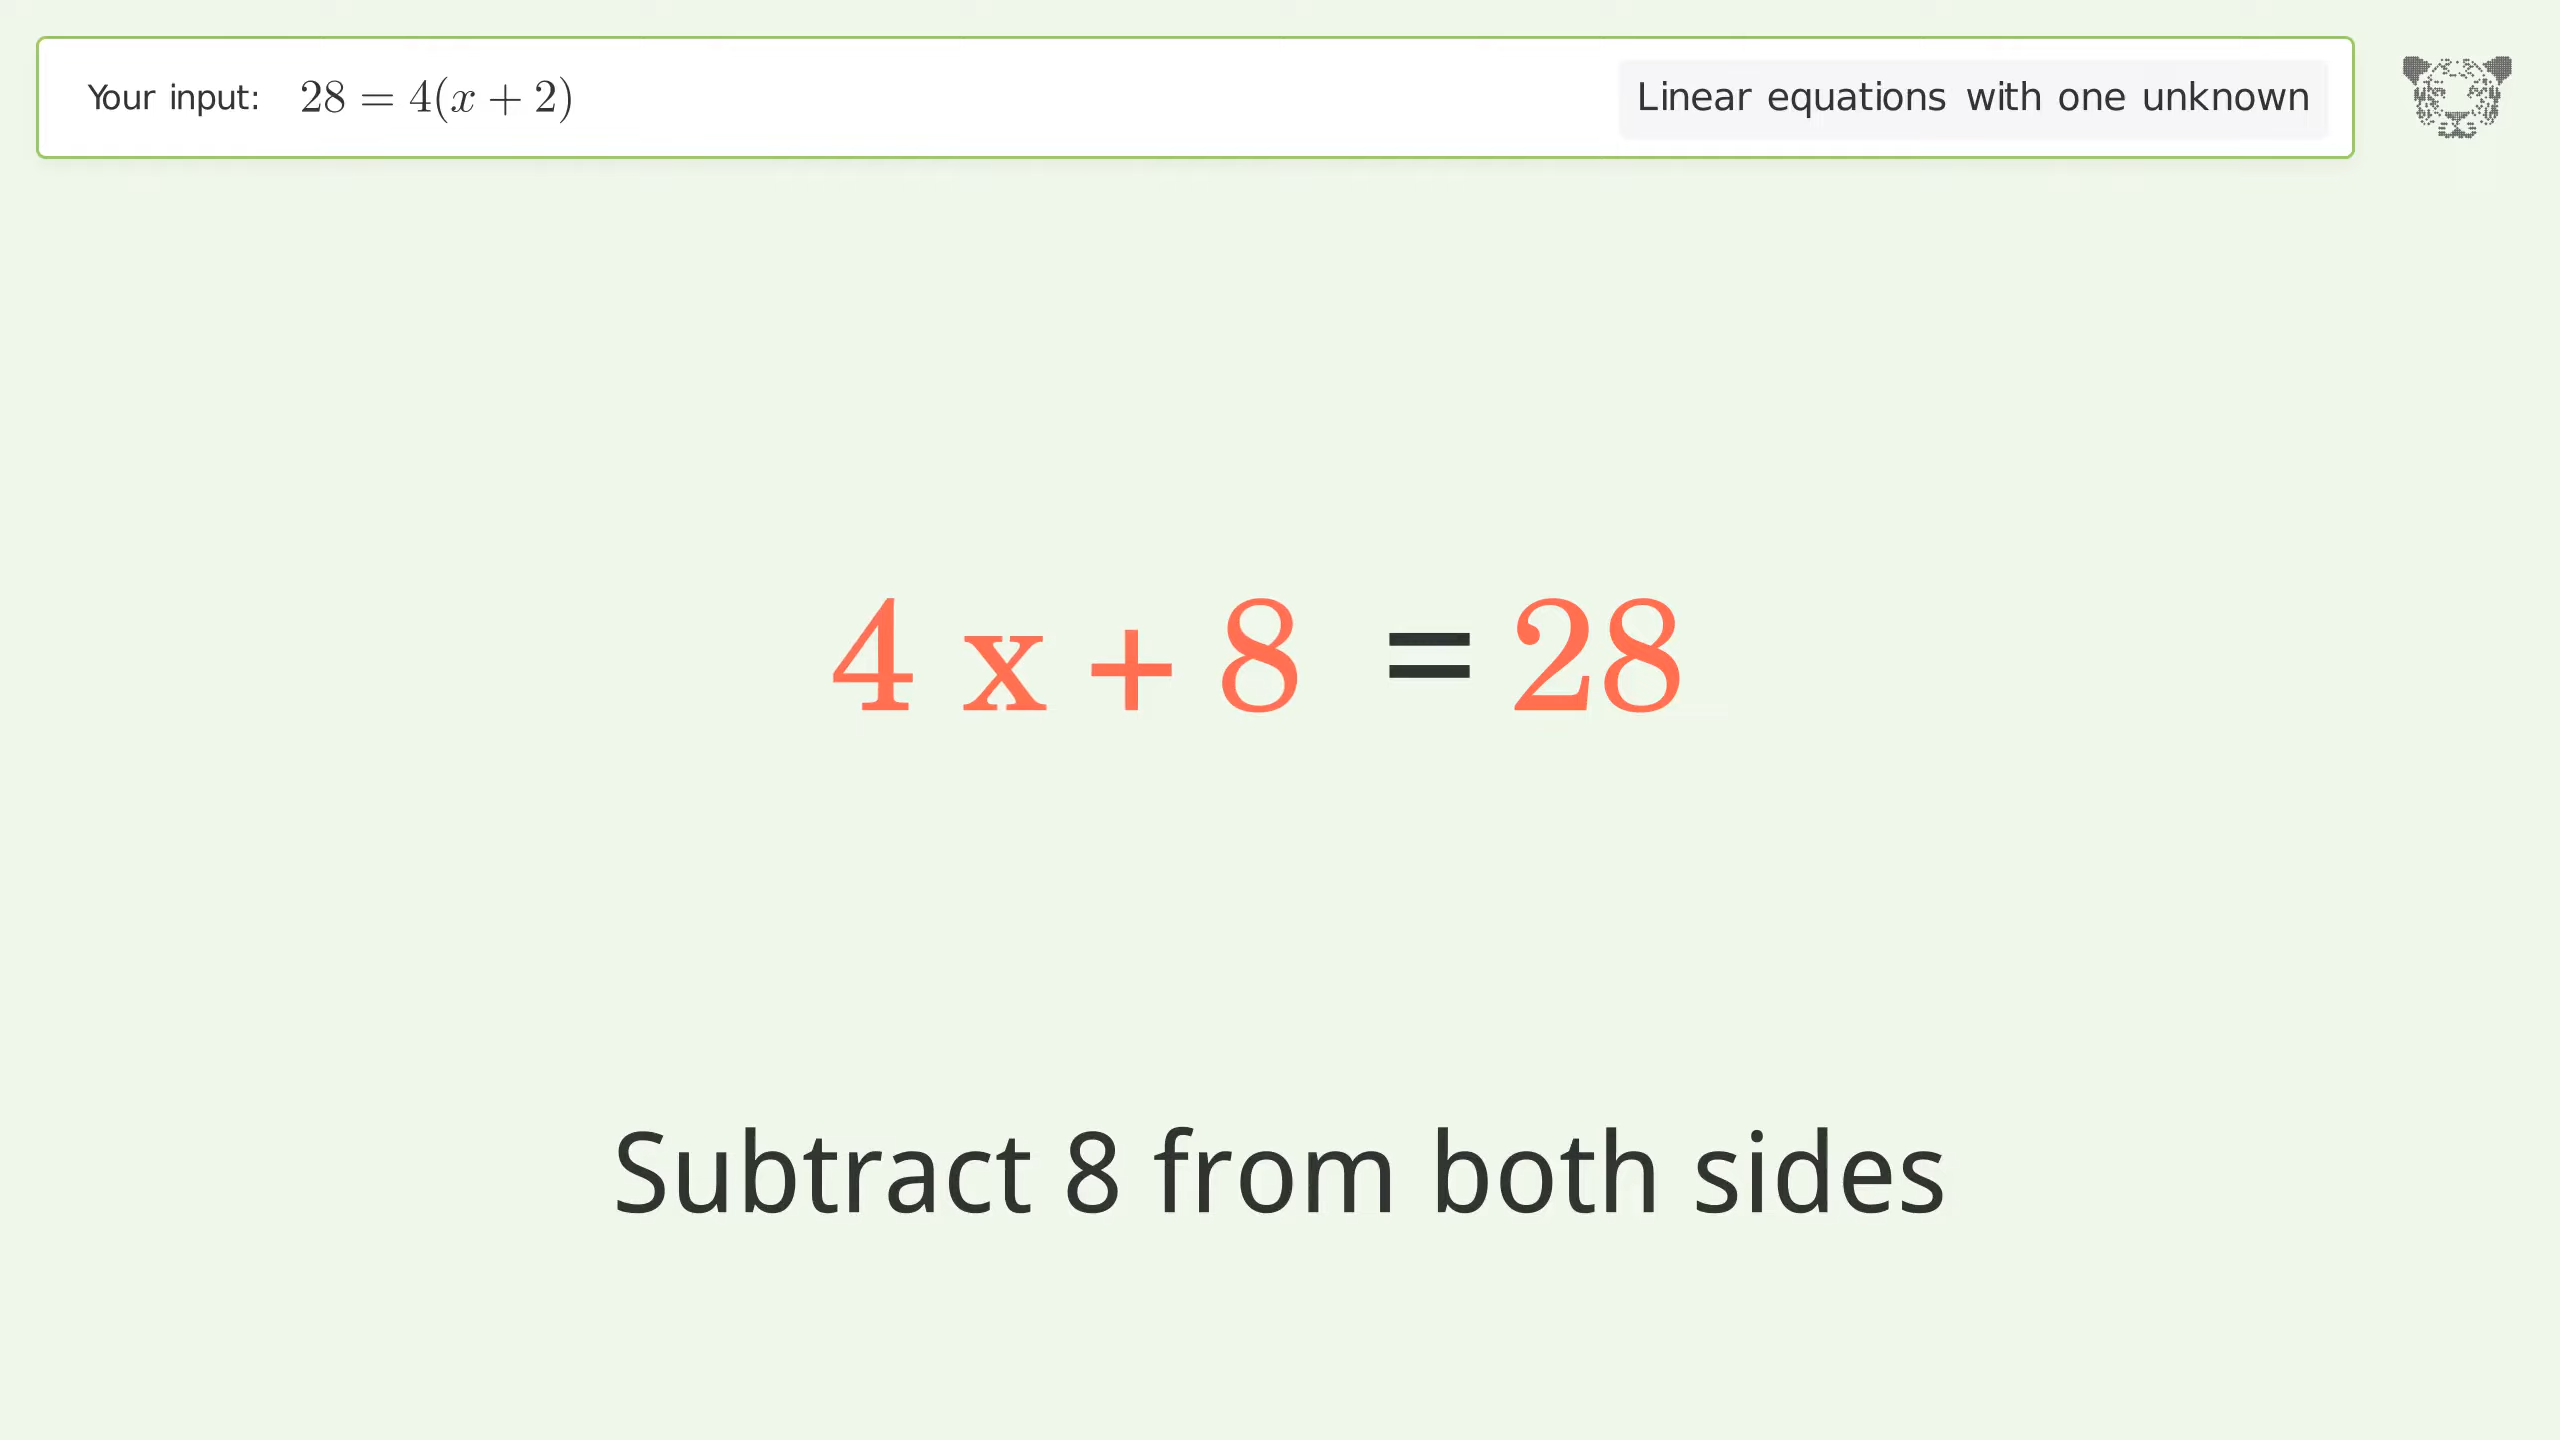 Your input: 28 = 4(x + 2)
Linear equations with one unknown
4 x + 8 = 28
Subtract 8 from both sides